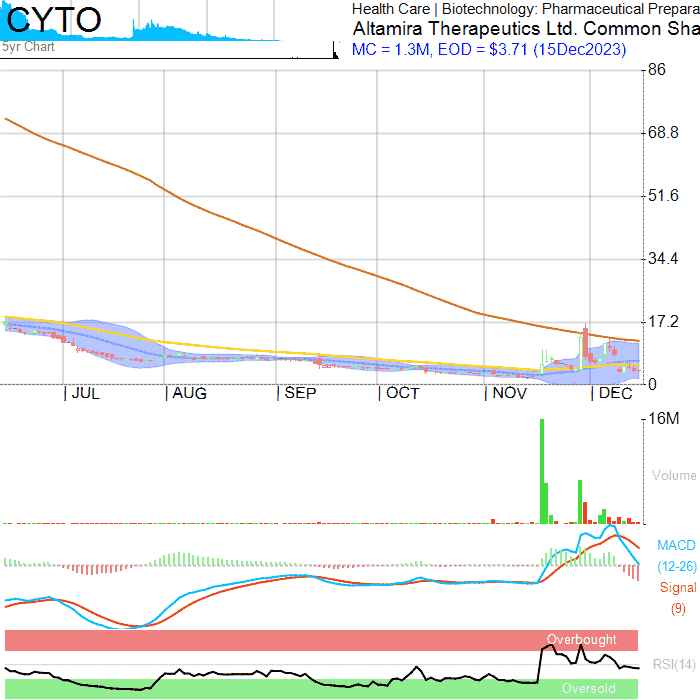 CYTO
5yr Chart
Health Care | Biotechnology: Pharmaceutical Prepara
Altamira Therapeutics Ltd. Common Sha
MC = 1.3M, EOD = $3.71 (15Dec2023)
86
68.8
51.6
34.4
17.2
0
| JUL | AUG | SEP | OCT | NOV | DEC
16M
Volume
MACD
(12-26)
Signal
(9)
Overbought
RSI(14)
Oversold